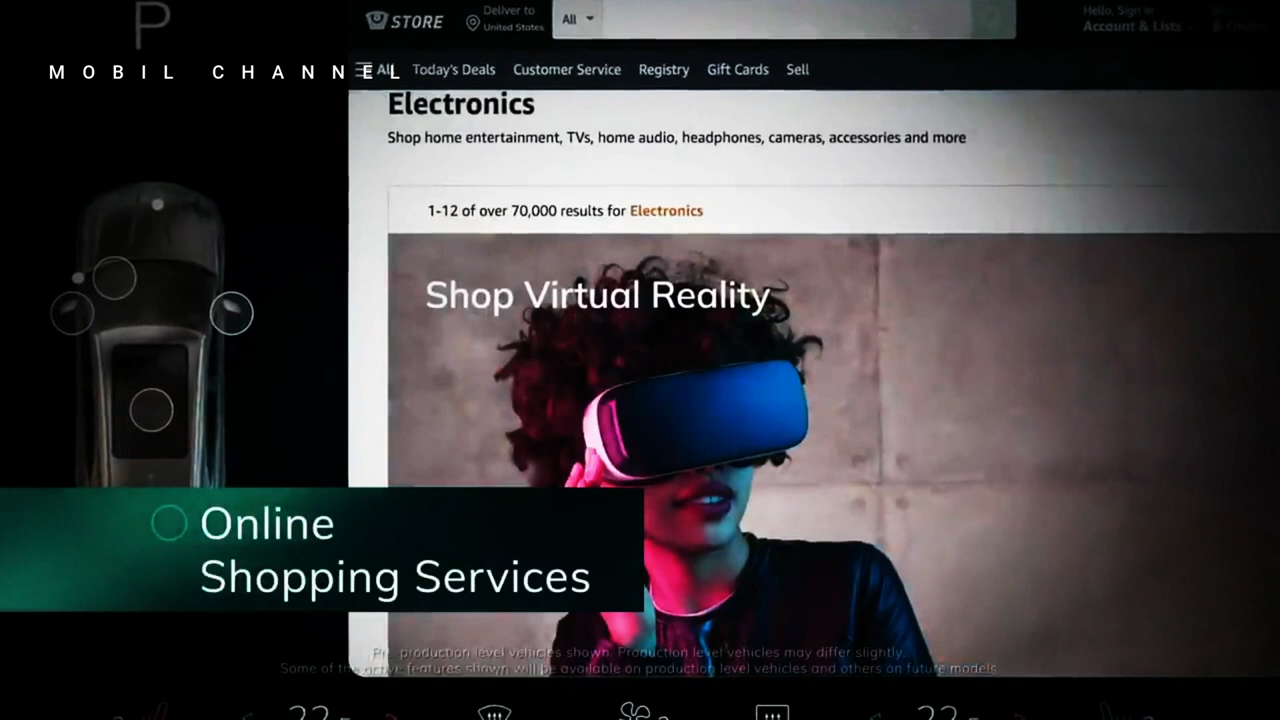 P
MOBIL CHANNEL
STORE
Deliver to
United States
All
Hello, Sign in
Account & Lists
All Today's Deals Customer Service Registry Gift Cards Sell
Electronics
Shop home entertainment, TVs, home audio, headphones, cameras, accessories and more
1-12 of over 70,000 results for Electronics
Shop Virtual Reality
Online
Shopping Services
Pre-production level vehicles shown. Production level vehicles may differ slightly.
Some of the active features shown will be available on production level vehicles and others on future models